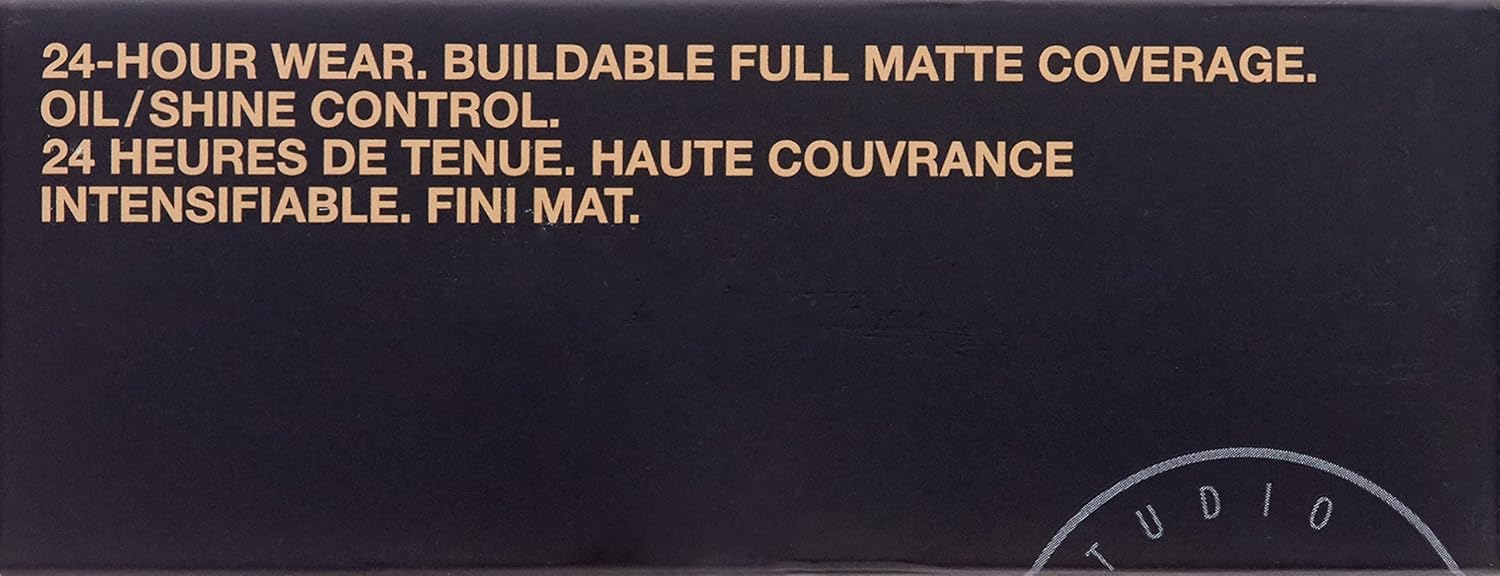 24-HOUR WEAR. BUILDABLE FULL MATTE COVERAGE.
OIL/SHINE CONTROL.
24 HEURES DE TENUE. HAUTE COUVRANCE
INTENSIFIABLE. FINI MAT.
TUDIO